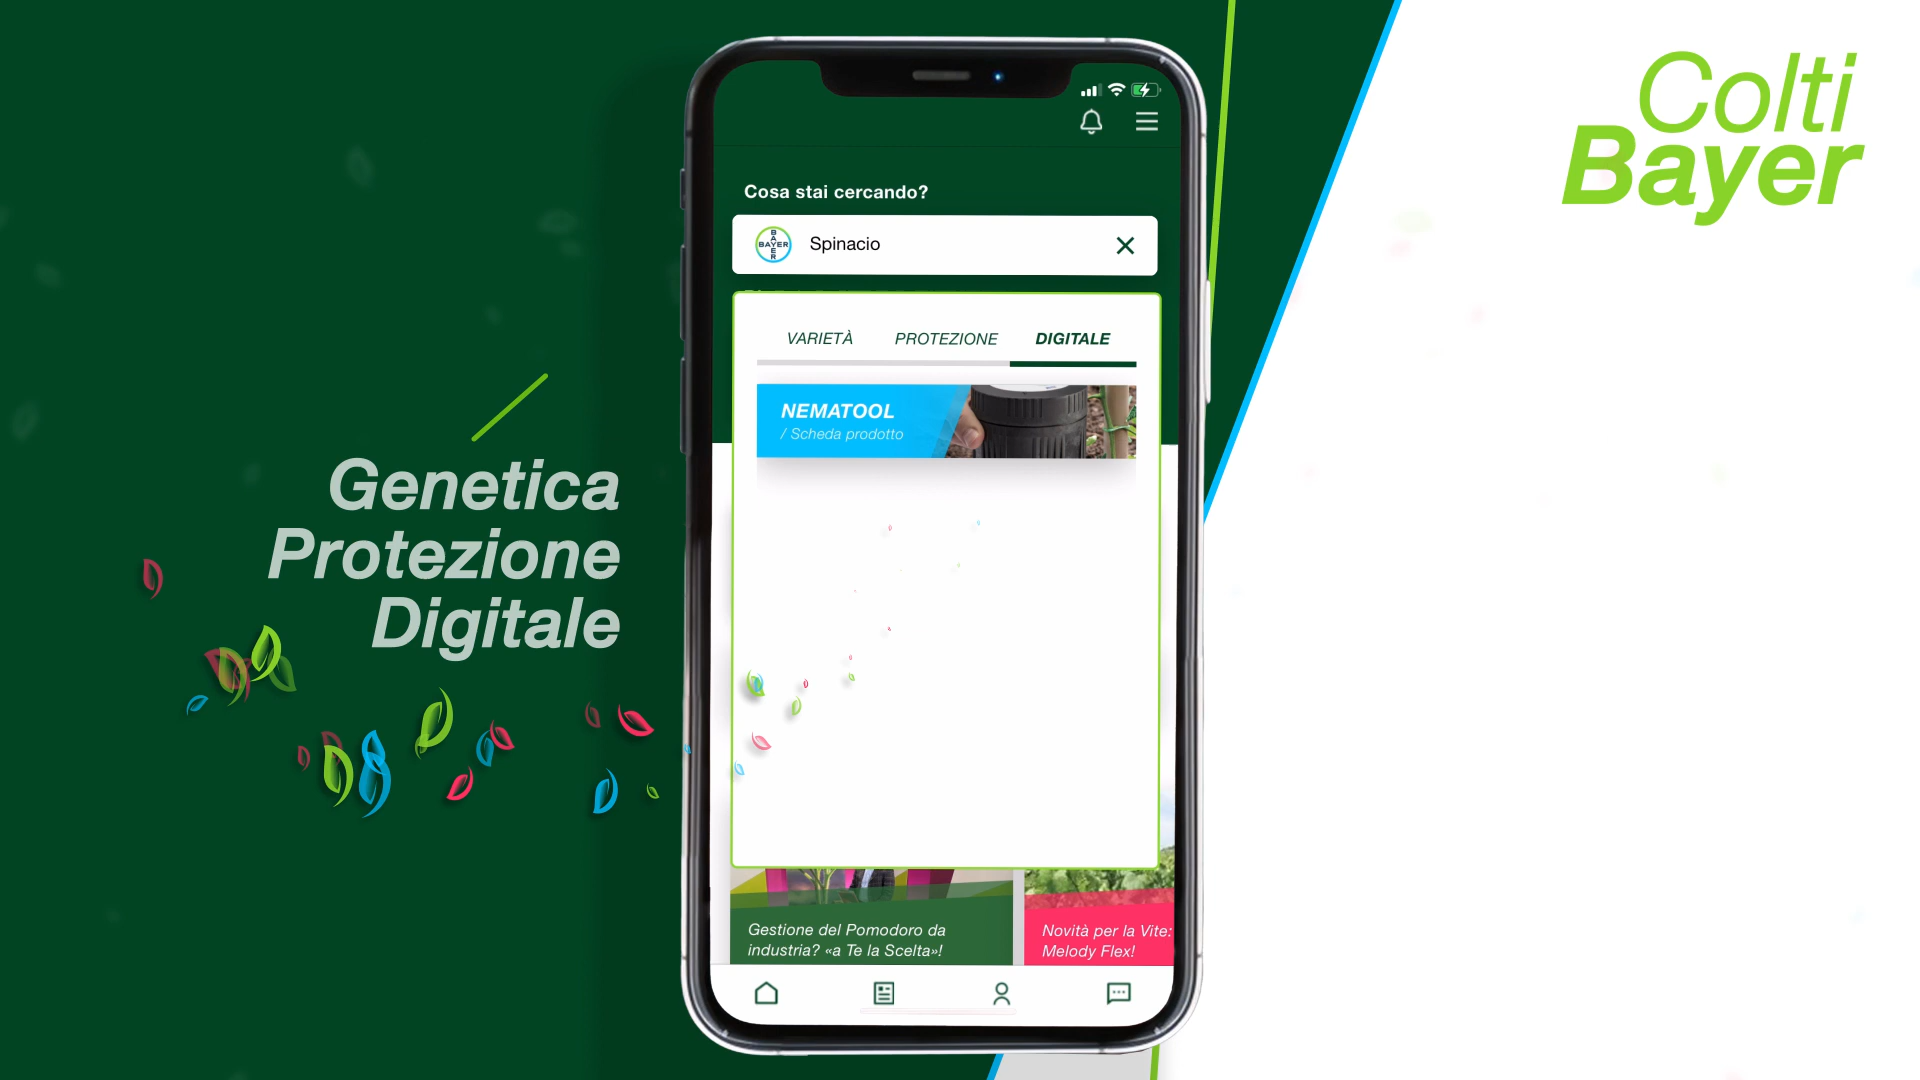 Colti
Bayer
Genetica
Protezione
Digitale
Cosa stai cercando?
BAYER
BAYER
Spinacio
VARIETÀ
PROTEZIONE
DIGITALE
NEMATOOL
/ Scheda prodotto
Gestione del Pomodoro da
industria? «a Te la Scelta»!
Novità per la Vite:
Melody Flex!